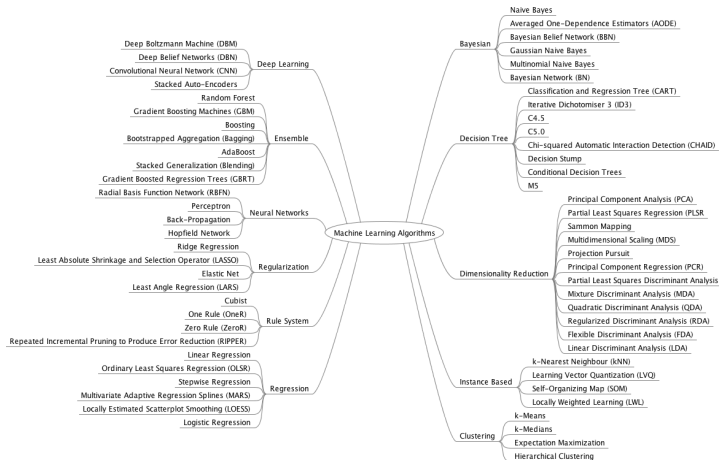 Machine Learning Algorithms
Deep Learning
Deep Boltzmann Machine (DBM)
Deep Belief Networks (DBN)
Convolutional Neural Network (CNN)
Stacked Auto-Encoders
Ensemble
Random Forest
Gradient Boosting Machines (GBM)
Boosting
Bootstrapped Aggregation (Bagging)
AdaBoost
Stacked Generalization (Blending)
Gradient Boosted Regression Trees (GBRT)
Neural Networks
Radial Basis Function Network (RBFN)
Perceptron
Back-Propagation
Hopfield Network
Regularization
Ridge Regression
Least Absolute Shrinkage and Selection Operator (LASSO)
Elastic Net
Least Angle Regression (LARS)
Rule System
Cubist
One Rule (OneR)
Zero Rule (ZeroR)
Repeated Incremental Pruning to Produce Error Reduction (RIPPER)
Regression
Linear Regression
Ordinary Least Squares Regression (OLSR)
Stepwise Regression
Multivariate Adaptive Regression Splines (MARS)
Locally Estimated Scatterplot Smoothing (LOESS)
Logistic Regression
Bayesian
Naive Bayes
Averaged One-Dependence Estimators (AODE)
Bayesian Belief Network (BBN)
Gaussian Naive Bayes
Multinomial Naive Bayes
Bayesian Network (BN)
Decision Tree
Classification and Regression Tree (CART)
Iterative Dichotomiser 3 (ID3)
C4.5
C5.0
Chi-squared Automatic Interaction Detection (CHAID)
Decision Stump
Conditional Decision Trees
M5
Dimensionality Reduction
Principal Component Analysis (PCA)
Partial Least Squares Regression (PLSR
Sammon Mapping
Multidimensional Scaling (MDS)
Projection Pursuit
Principal Component Regression (PCR)
Partial Least Squares Discriminant Analysis
Mixture Discriminant Analysis (MDA)
Quadratic Discriminant Analysis (QDA)
Regularized Discriminant Analysis (RDA)
Flexible Discriminant Analysis (FDA)
Linear Discriminant Analysis (LDA)
Instance Based
k-Nearest Neighbour (kNN)
Learning Vector Quantization (LVQ)
Self-Organizing Map (SOM)
Locally Weighted Learning (LWL)
Clustering
k-Means
k-Medians
Expectation Maximization
Hierarchical Clustering